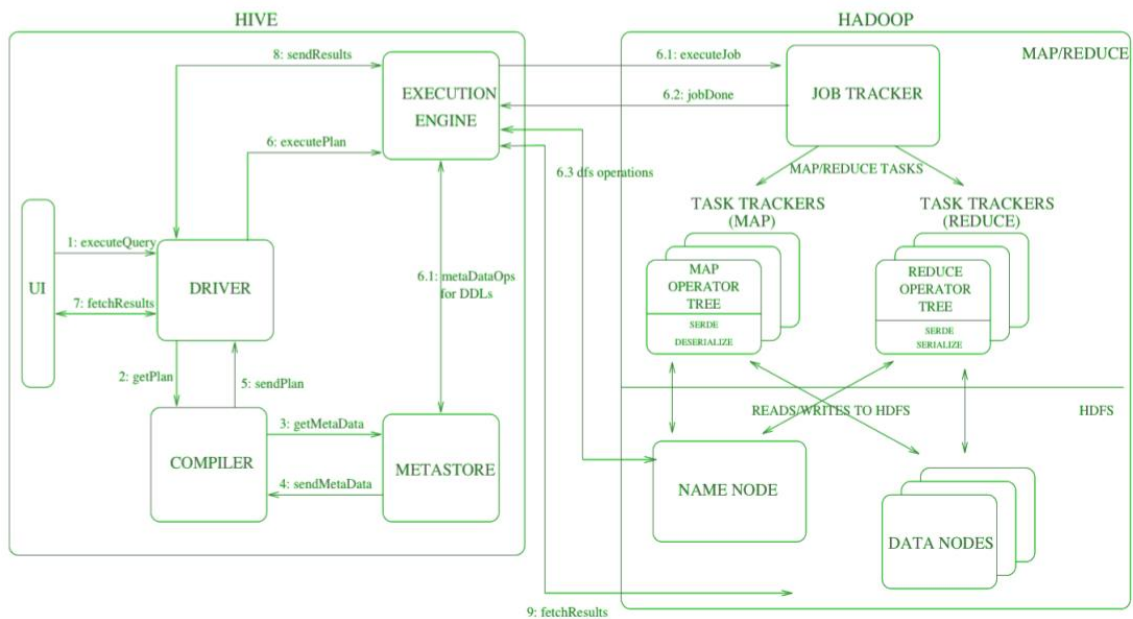 HIVE
HADOOP
MAP/REDUCE
8: sendResults
EXECUTION
ENGINE
6.1: executeJob
6.2: jobDone
JOB TRACKER
6: executePlan
6.3 dfs operations
MAP/REDUCE TASKS
TASK TRACKERS
(MAP)
TASK TRACKERS
(REDUCE)
UI
1: executeQuery
7: fetchResults
DRIVER
6.1: metaDataOps
for DDLs
MAP
OPERATOR
TREE
SERDE
DESERIALIZE
REDUCE
OPERATOR
TREE
SERDE
SERIALIZE
2: getPlan
5: sendPlan
READS/WRITES TO HDFS
HDFS
COMPILER
3: getMetaData
4: sendMetaData
METASTORE
NAME NODE
DATA NODES
9: fetchResults